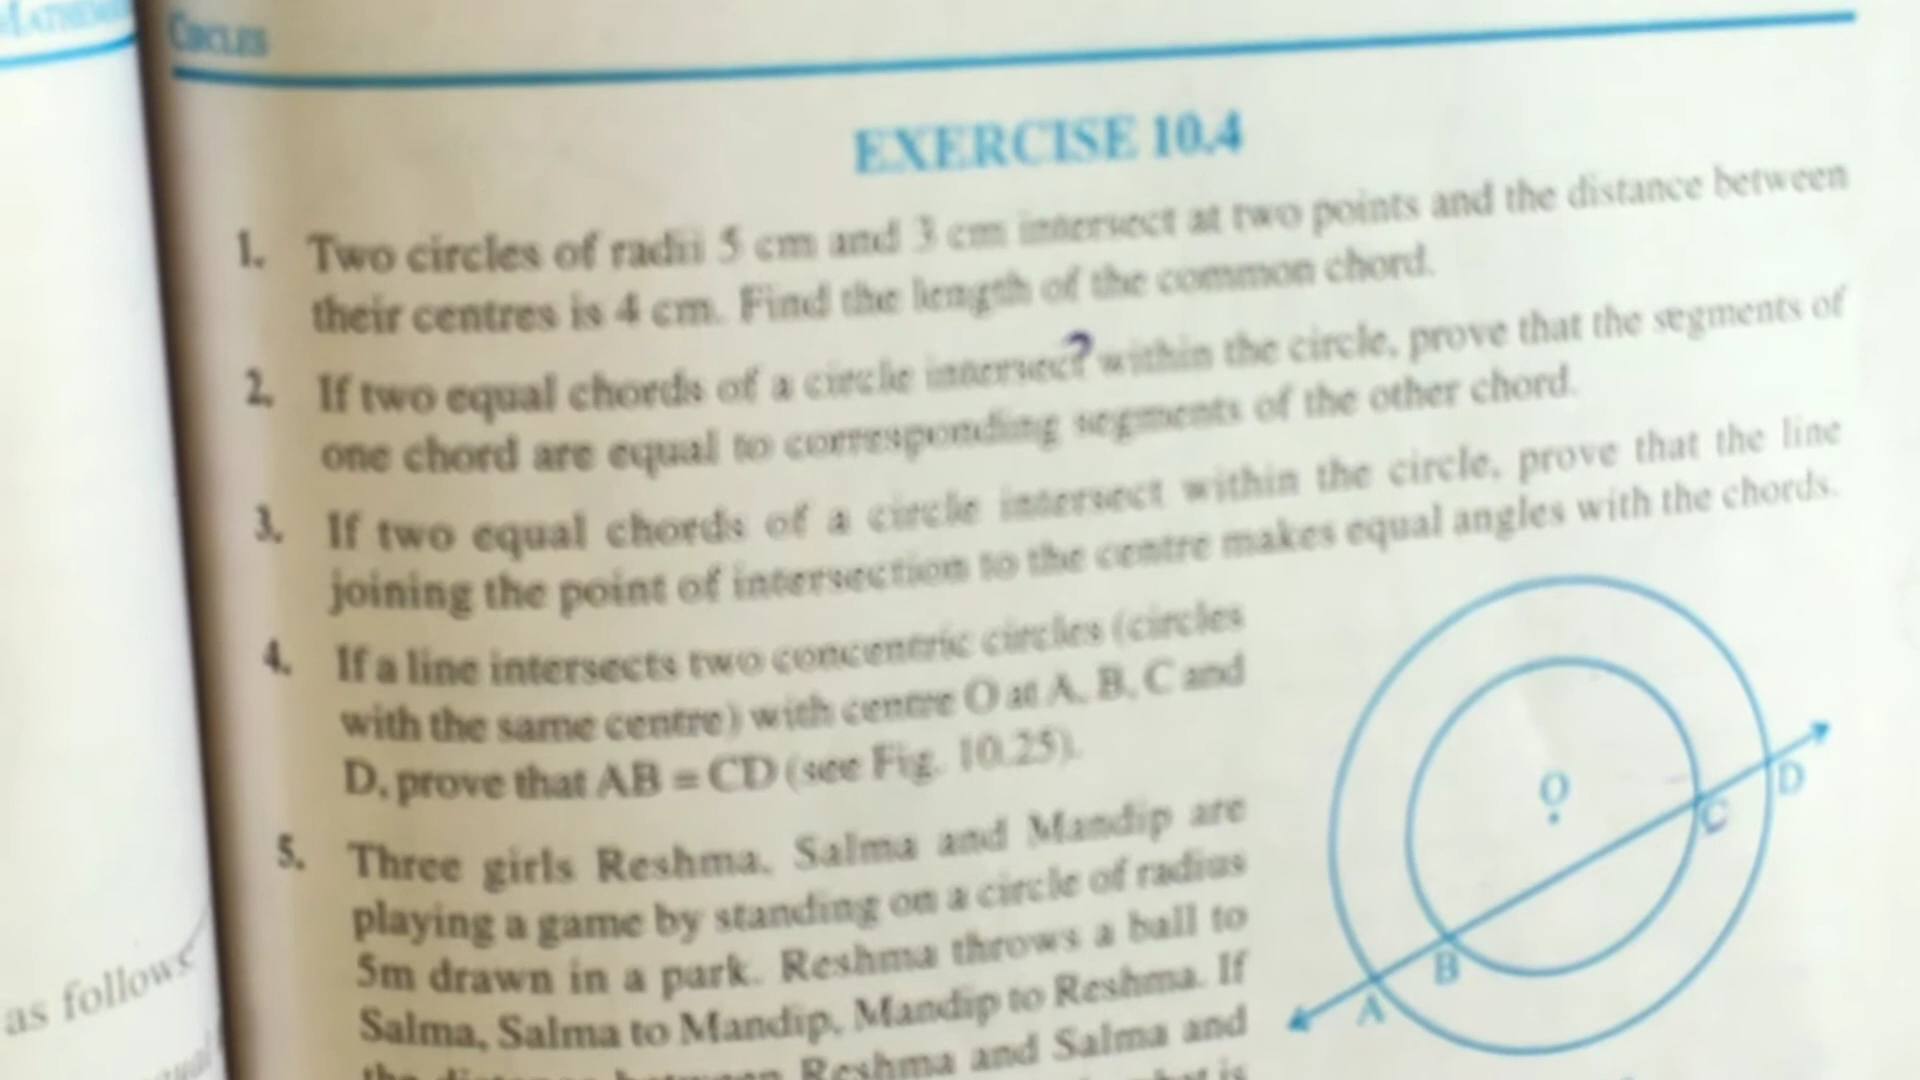 CIRCLES
EXERCISE 10.4
1. Two circles of radii 5 cm and 3 cm intersect at two points and the distance between
their centres is 4 cm. Find the length of the common chord.
2. If two equal chords of a circle intersect within the circle, prove that the segments of
one chord are equal to corresponding segments of the other chord.
3. If two equal chords of a circle intersect within the circle, prove that the line
joining the point of intersection to the centre makes equal angles with the chords.
4. If a line intersects two concentric circles (circles
with the same centre) with centre O at A, B, C and
D, prove that AB = CD (see Fig. 10.25).
5. Three girls Reshma, Salma and Mandip are
playing a game by standing on a circle of radius
5m drawn in a park. Reshma throws a ball to
Salma, Salma to Mandip, Mandip to Reshma. If
the distance between Reshma and Salma and
O
D
C
B
A
as follows